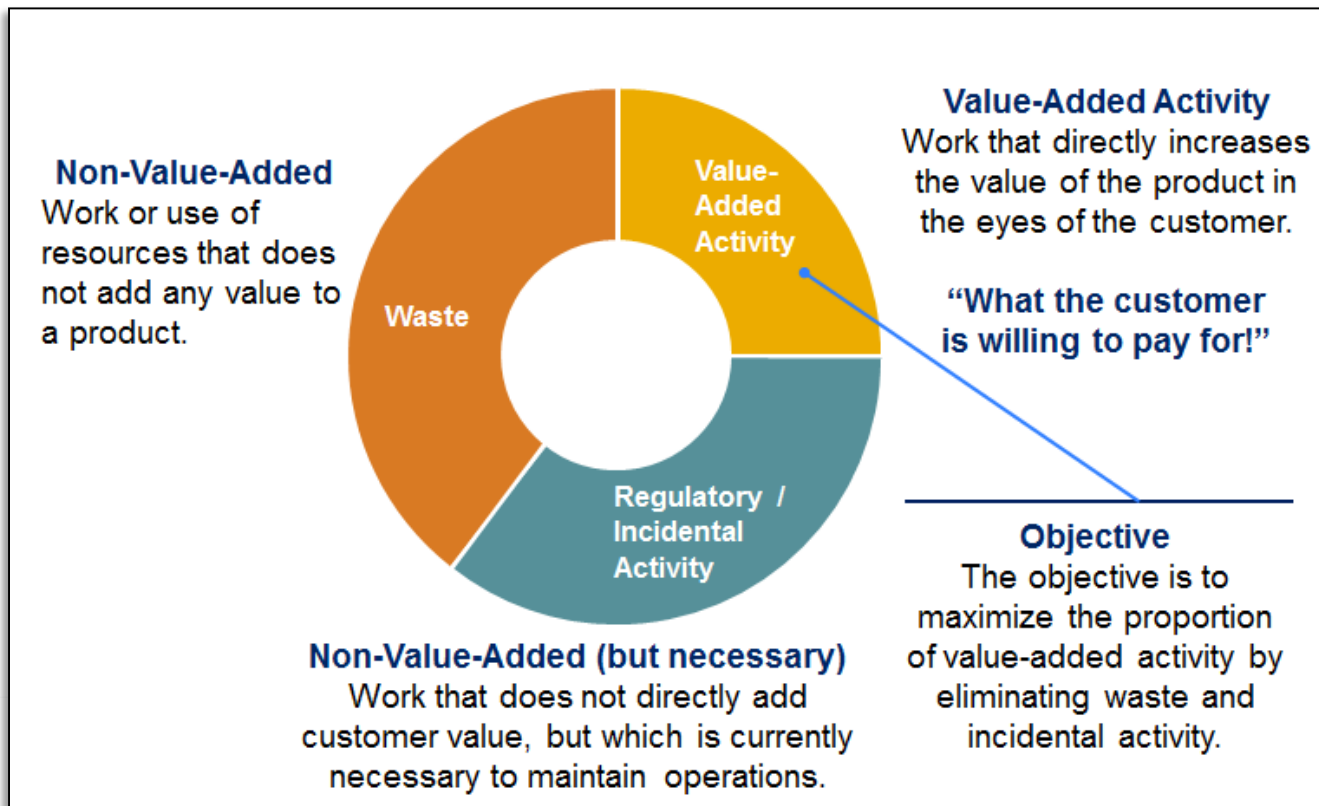 Non-Value-Added
Work or use of
resources that does
not add any value to
a product.
Waste
Value-
Added
Activity
Value-Added Activity
Work that directly increases
the value of the product in
the eyes of the customer.
“What the customer
is willing to pay for!”
Regulatory /
Incidental
Activity
Non-Value-Added (but necessary)
Work that does not directly add
customer value, but which is currently
necessary to maintain operations.
Objective
The objective is to
maximize the proportion
of value-added activity by
eliminating waste and
incidental activity.